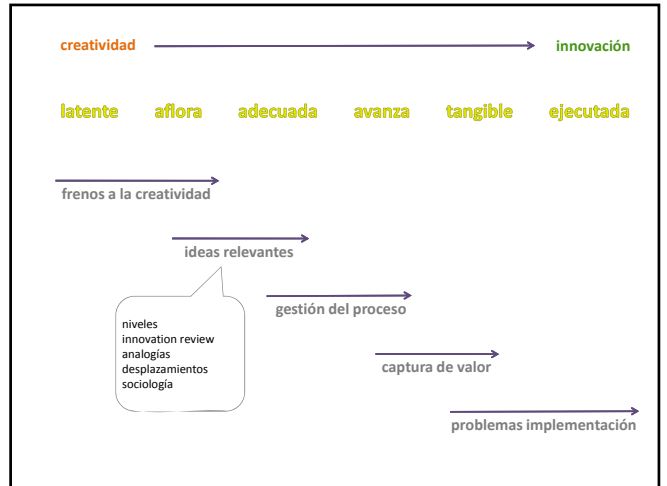 creatividad innovación
latente aflora adecuada avanza tangible ejecutada
frenos a la creatividad
ideas relevantes
gestión del proceso
niveles
innovation review
analogías
desplazamientos
sociología
captura de valor
problemas implementación